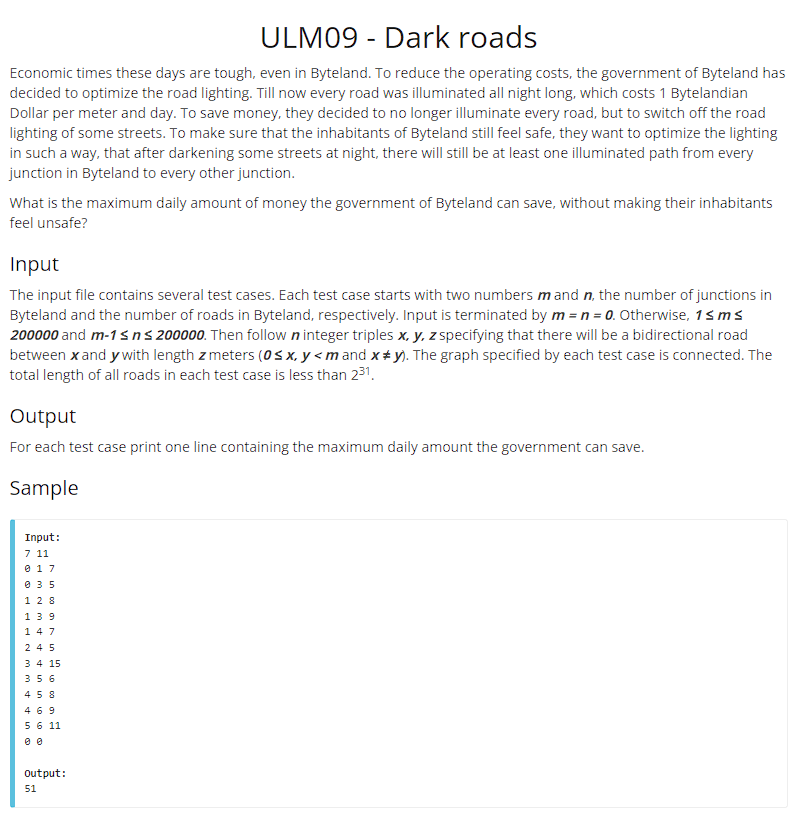 ULM09 - Dark roads
Economic times these days are tough, even in Byteland. To reduce the operating costs, the government of Byteland has
decided to optimize the road lighting. Till now every road was illuminated all night long, which costs 1 Bytelandian
Dollar per meter and day. To save money, they decided to no longer illuminate every road, but to switch off the road
lighting of some streets. To make sure that the inhabitants of Byteland still feel safe, they want to optimize the lighting
in such a way, that after darkening some streets at night, there will still be at least one illuminated path from every
junction in Byteland to every other junction.
What is the maximum daily amount of money the government of Byteland can save, without making their inhabitants
feel unsafe?
Input
The input file contains several test cases. Each test case starts with two numbers m and n, the number of junctions in
Byteland and the number of roads in Byteland, respectively. Input is terminated by m = n = 0. Otherwise, 1 ≤ m ≤
200000 and m-1 ≤ n ≤ 200000. Then follow n integer triples x, y, z specifying that there will be a bidirectional road
between x and y with length z meters (0 ≤ x, y < m and x ≠ y). The graph specified by each test case is connected. The
total length of all roads in each test case is less than 2^31.
Output
For each test case print one line containing the maximum daily amount the government can save.
Sample
Input:
7 11
0 1 7
0 3 5
1 2 8
1 3 9
1 4 7
2 4 5
3 4 15
3 5 6
4 5 8
4 6 9
5 6 11
0 0
Output:
51